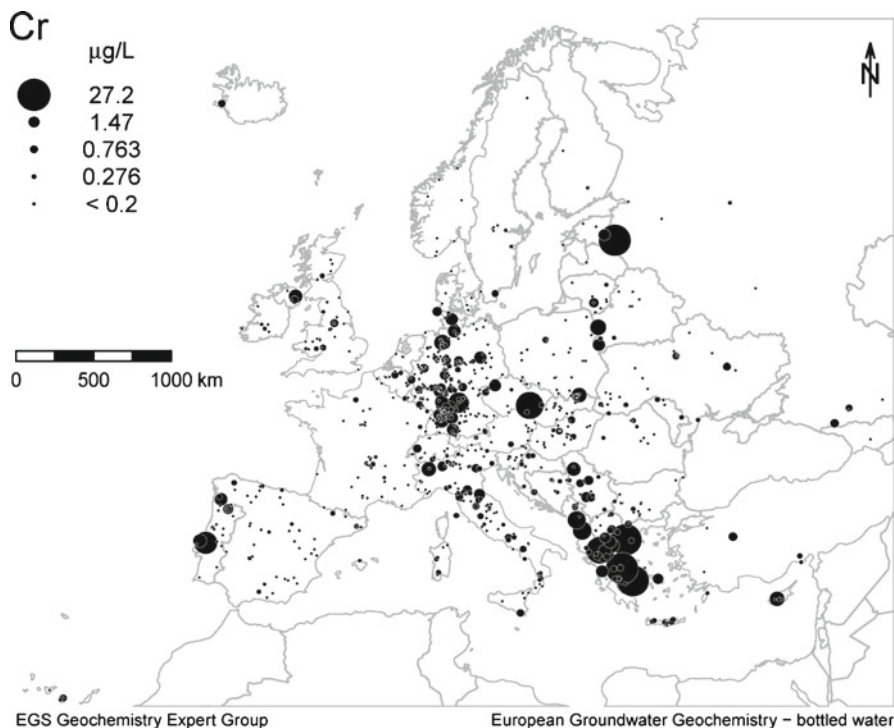 Cr
μg/L
27.2
1.47
0.763
0.276
< 0.2
N
0 500 1000 km
EGS Geochemistry Expert Group
European Groundwater Geochemistry – bottled water